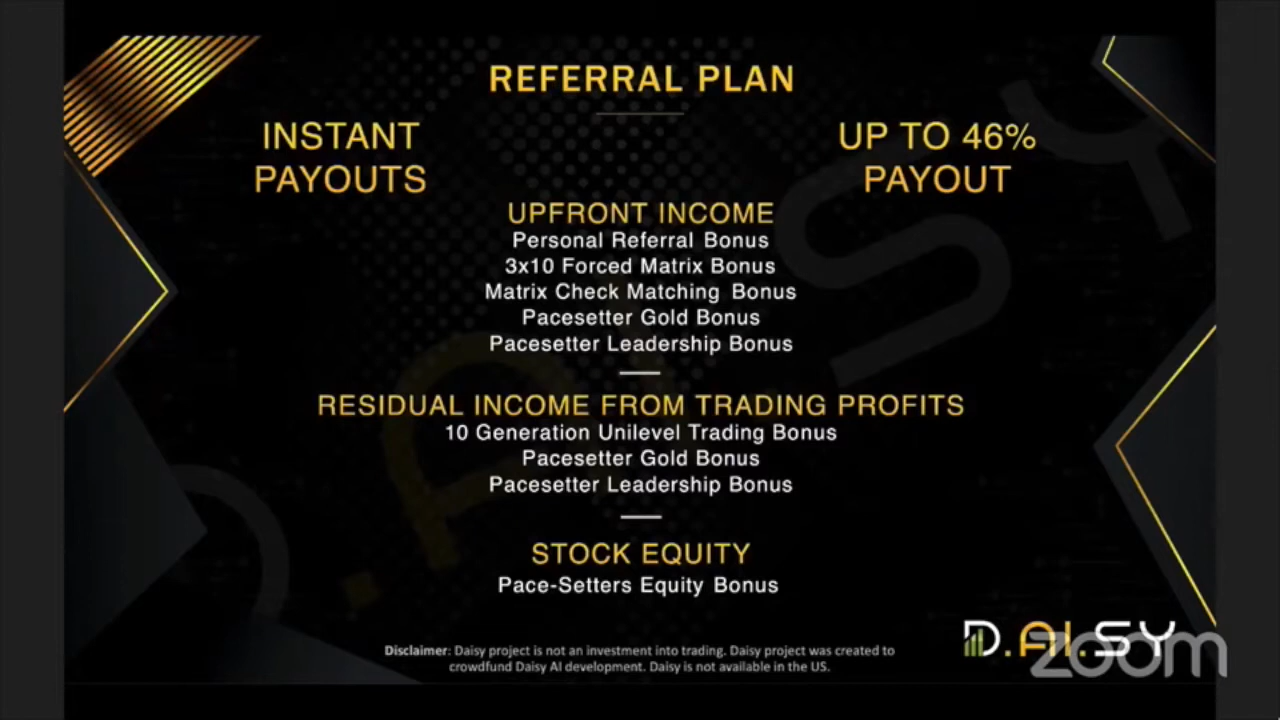 REFERRAL PLAN
INSTANT
PAYOUTS
UP TO 46%
PAYOUT
UPFRONT INCOME
Personal Referral Bonus
3x10 Forced Matrix Bonus
Matrix Check Matching Bonus
Pacesetter Gold Bonus
Pacesetter Leadership Bonus
RESIDUAL INCOME FROM TRADING PROFITS
10 Generation Unilevel Trading Bonus
Pacesetter Gold Bonus
Pacesetter Leadership Bonus
STOCK EQUITY
Pace-Setters Equity Bonus
Disclaimer: Daisy project is not an investment into trading. Daisy project was created to
crowdfund Daisy AI development. Daisy is not available in the US.
D.AI.SY
zoom